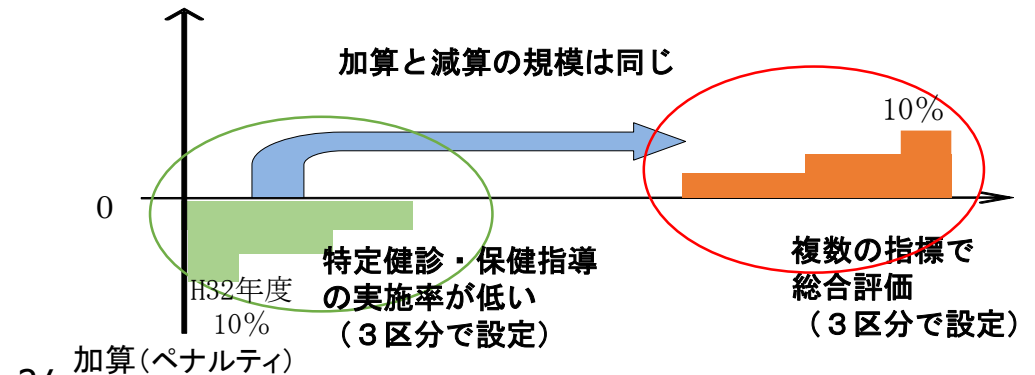 加算と減算の規模は同じ
10%
0
H32年度
10%
特定健診・保健指導
の実施率が低い
（３区分で設定）
複数の指標で
総合評価
（３区分で設定）
加算（ペナルティ）